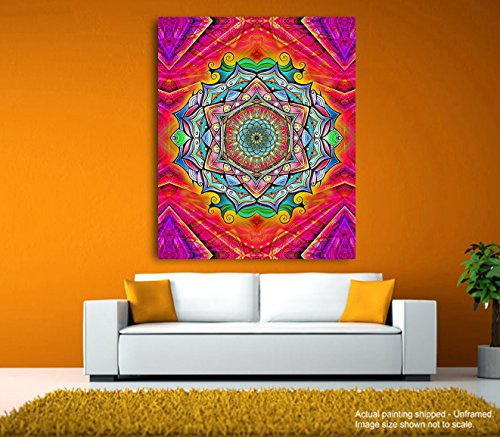 Actual painting shipped - Unframed.
Image size shown not to scale.